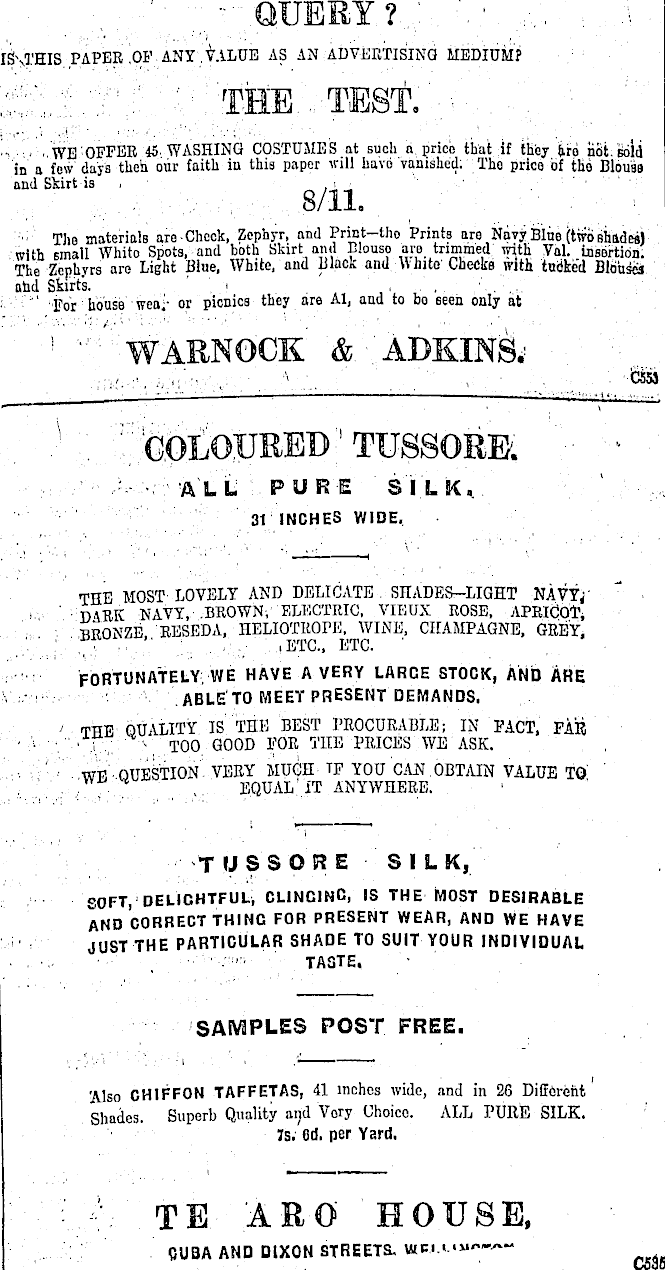 QUERY ?
IS THIS PAPER OF ANY VALUE AS AN ADVERTISING MEDIUM?
THE TEST.
WE OFFER 45 WASHING COSTUMES at such a price that if they are not sold
in a few days then our faith in this paper will have vanished. The price of the Blouse
and Skirt is
8/11.
The materials are Check, Zephyr, and Print—the Prints are Navy Blue (two shades)
with small White Spots, and both Skirt and Blouse are trimmed with Val. insertion.
The Zephyrs are Light Blue, White, and Black and White Checks with tucked Blouses
and Skirts.
For house wear or picnics they are A1, and to be seen only at
WARNOCK & ADKINS.
C553
COLOURED TUSSORE.
ALL PURE SILK,
31 INCHES WIDE.
THE MOST LOVELY AND DELICATE SHADES—LIGHT NAVY,
DARK NAVY, BROWN, ELECTRIC, VIEUX ROSE, APRICOT,
BRONZE, RESEDA, HELIOTROPE, WINE, CHAMPAGNE, GREY,
ETC., ETC.
FORTUNATELY WE HAVE A VERY LARGE STOCK, AND ARE
ABLE TO MEET PRESENT DEMANDS.
THE QUALITY IS THE BEST PROCURABLE; IN FACT, FAR
TOO GOOD FOR THE PRICES WE ASK.
WE QUESTION VERY MUCH IF YOU CAN OBTAIN VALUE TO
EQUAL IT ANYWHERE.
TUSSORE SILK,
SOFT, DELIGHTFUL, CLINGING, IS THE MOST DESIRABLE
AND CORRECT THING FOR PRESENT WEAR, AND WE HAVE
JUST THE PARTICULAR SHADE TO SUIT YOUR INDIVIDUAL
TASTE.
SAMPLES POST FREE.
Also CHIFFON TAFFETAS, 41 inches wide, and in 26 Different
Shades. Superb Quality and Very Choice. ALL PURE SILK.
7s. 6d. per Yard.
TE ARO HOUSE,
CUBA AND DIXON STREETS, WELLINGTON
C535